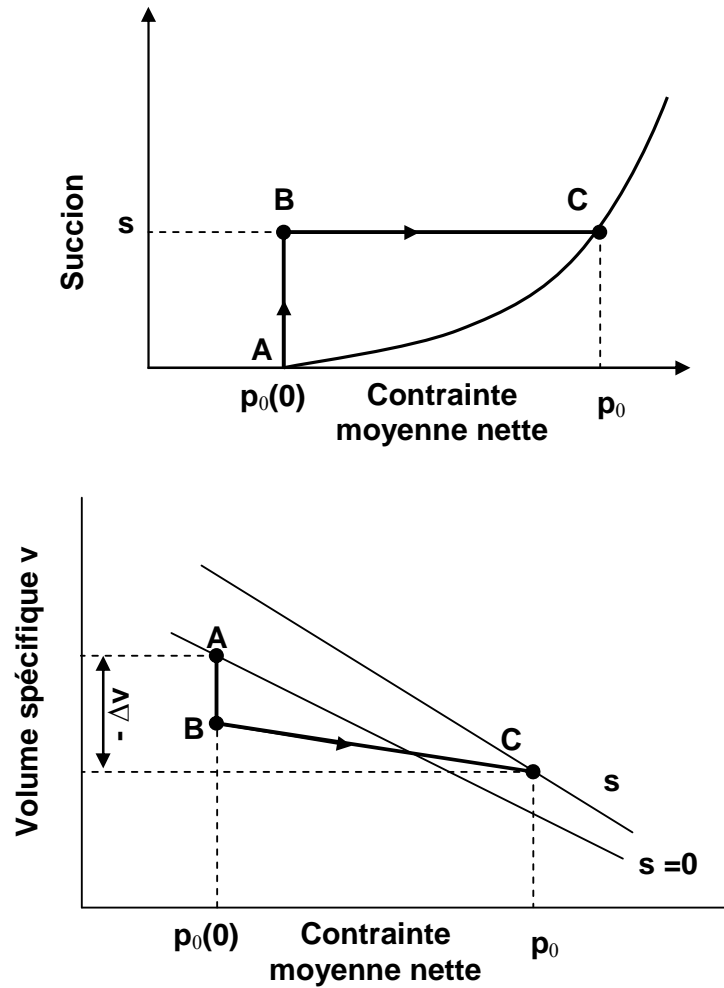 Succion
s
B
C
A
p₀(0)
Contrainte
moyenne nette
p₀
Volume spécifique v
- Δv
A
B
C
s
s =0
p₀(0)
Contrainte
moyenne nette
p₀